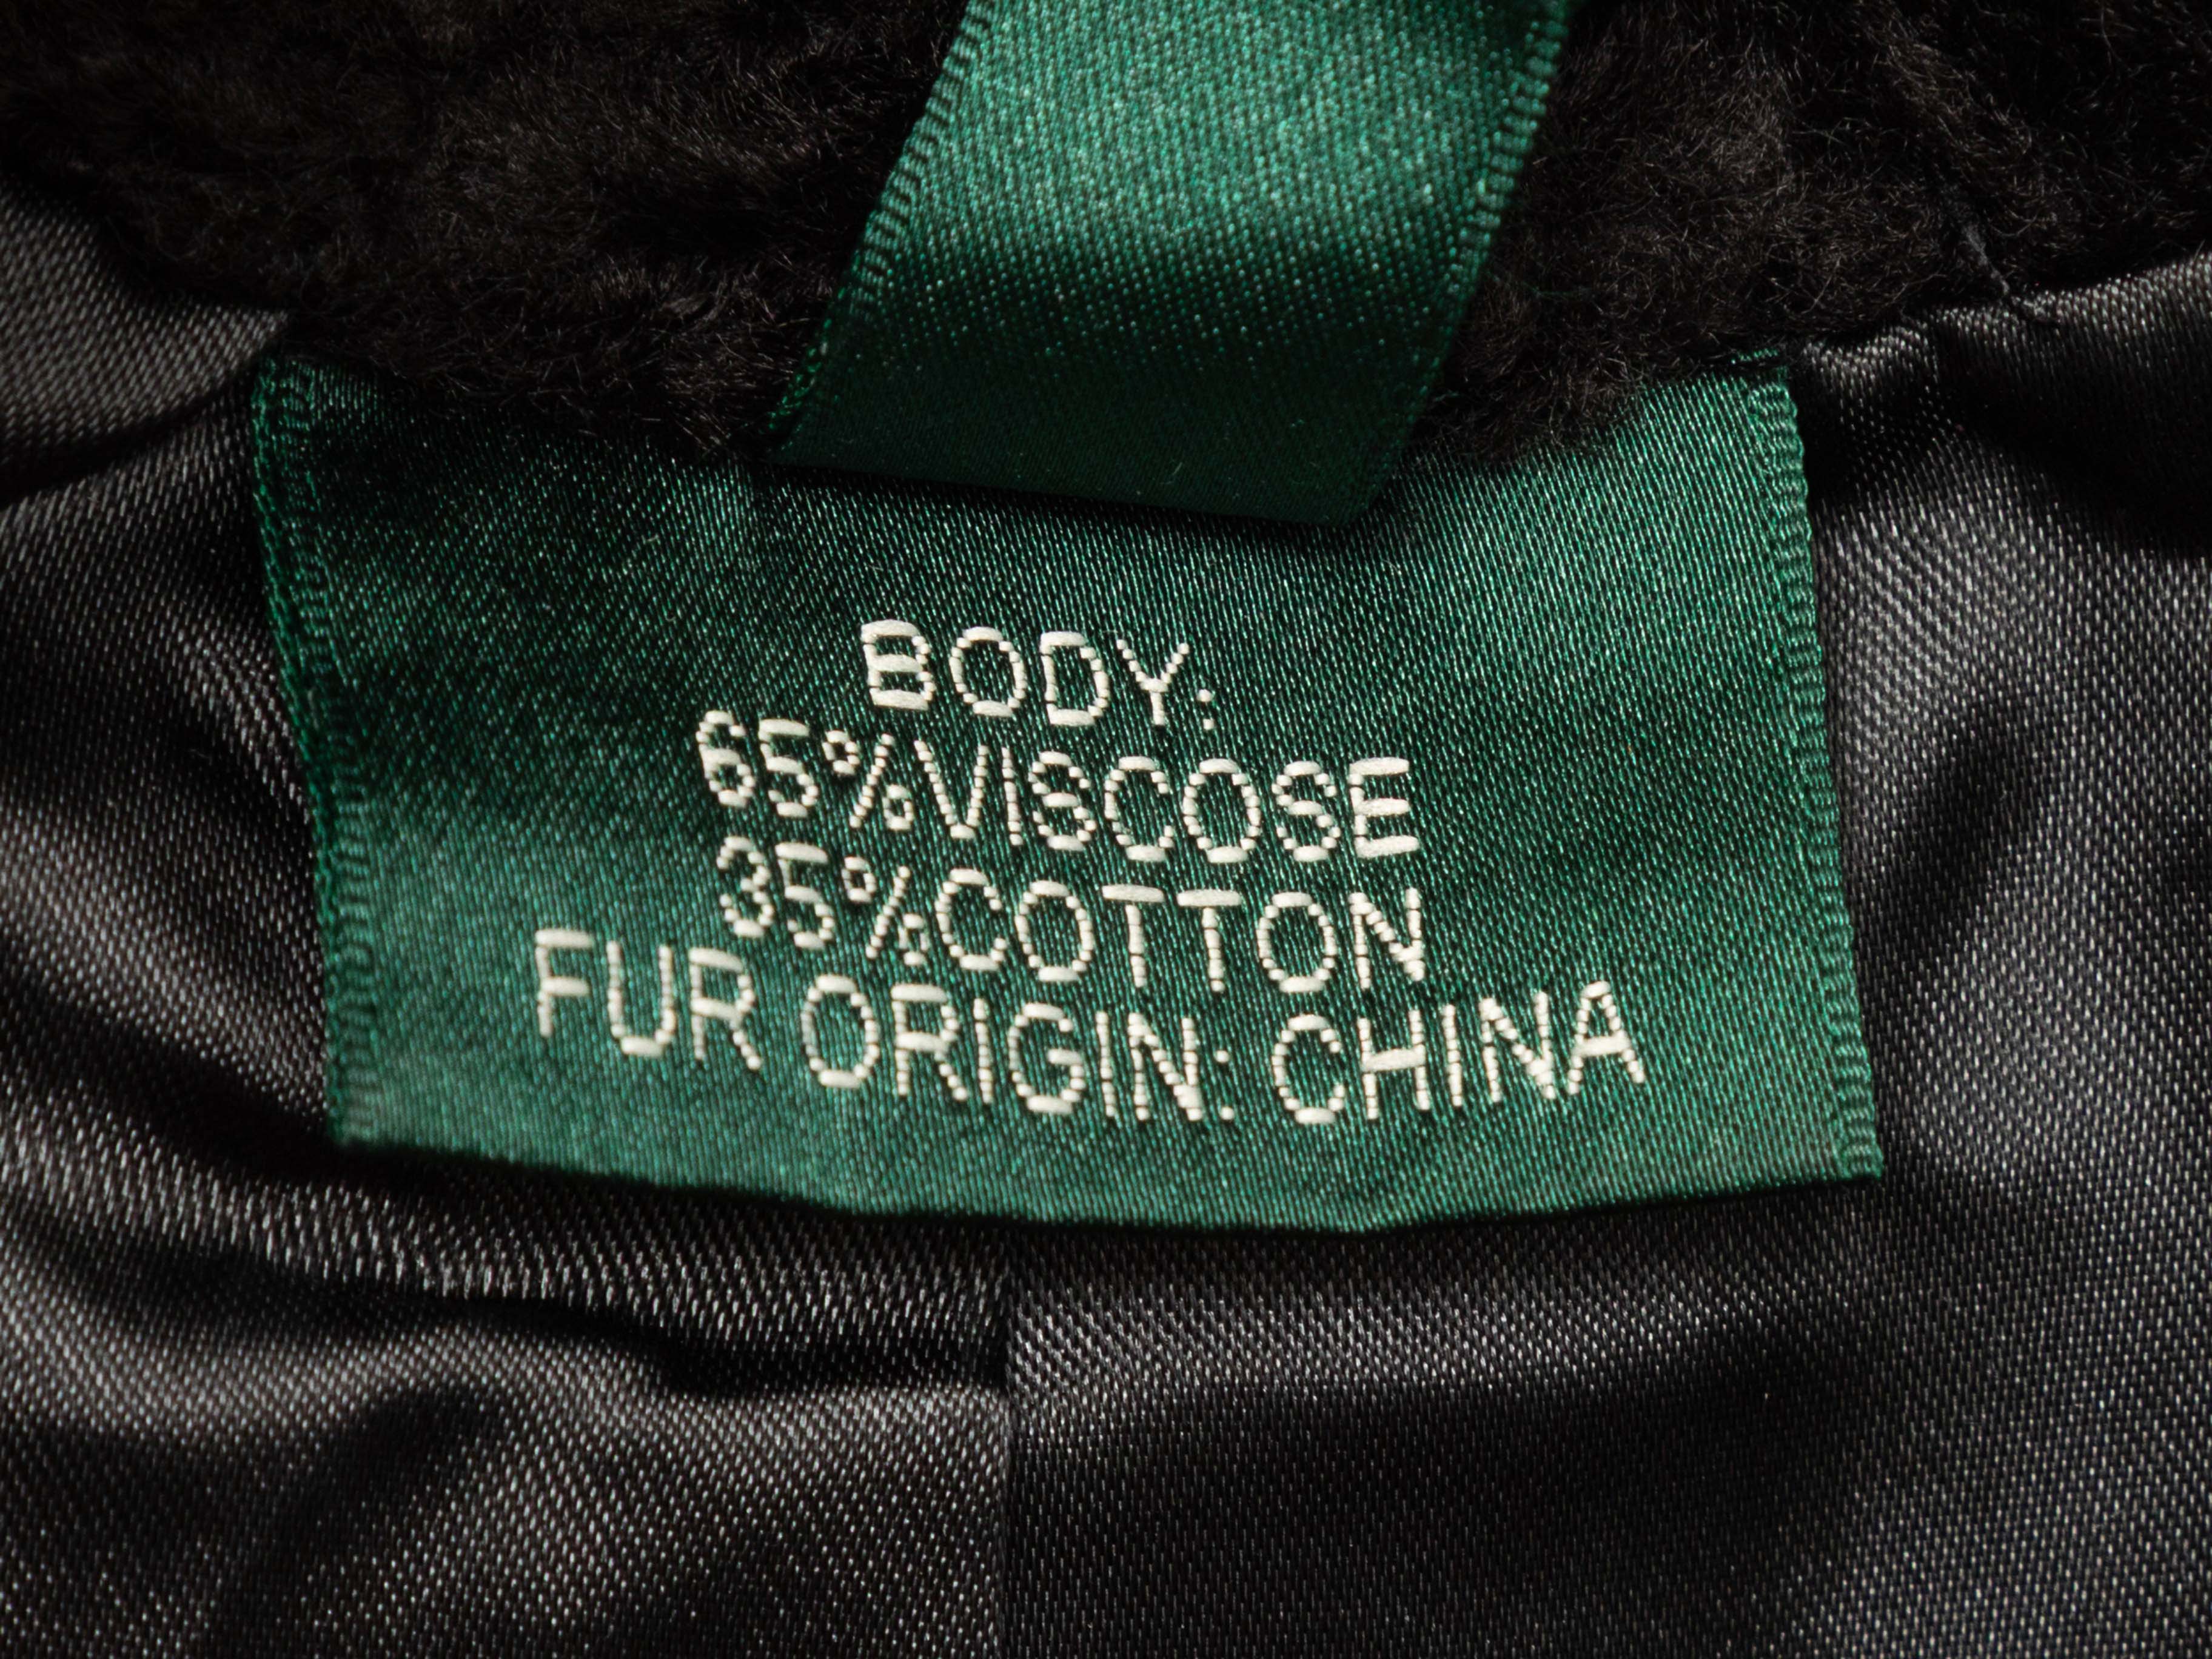 BODY:
65%VISCOSE
35%COTTON
FUR ORIGIN: CHINA